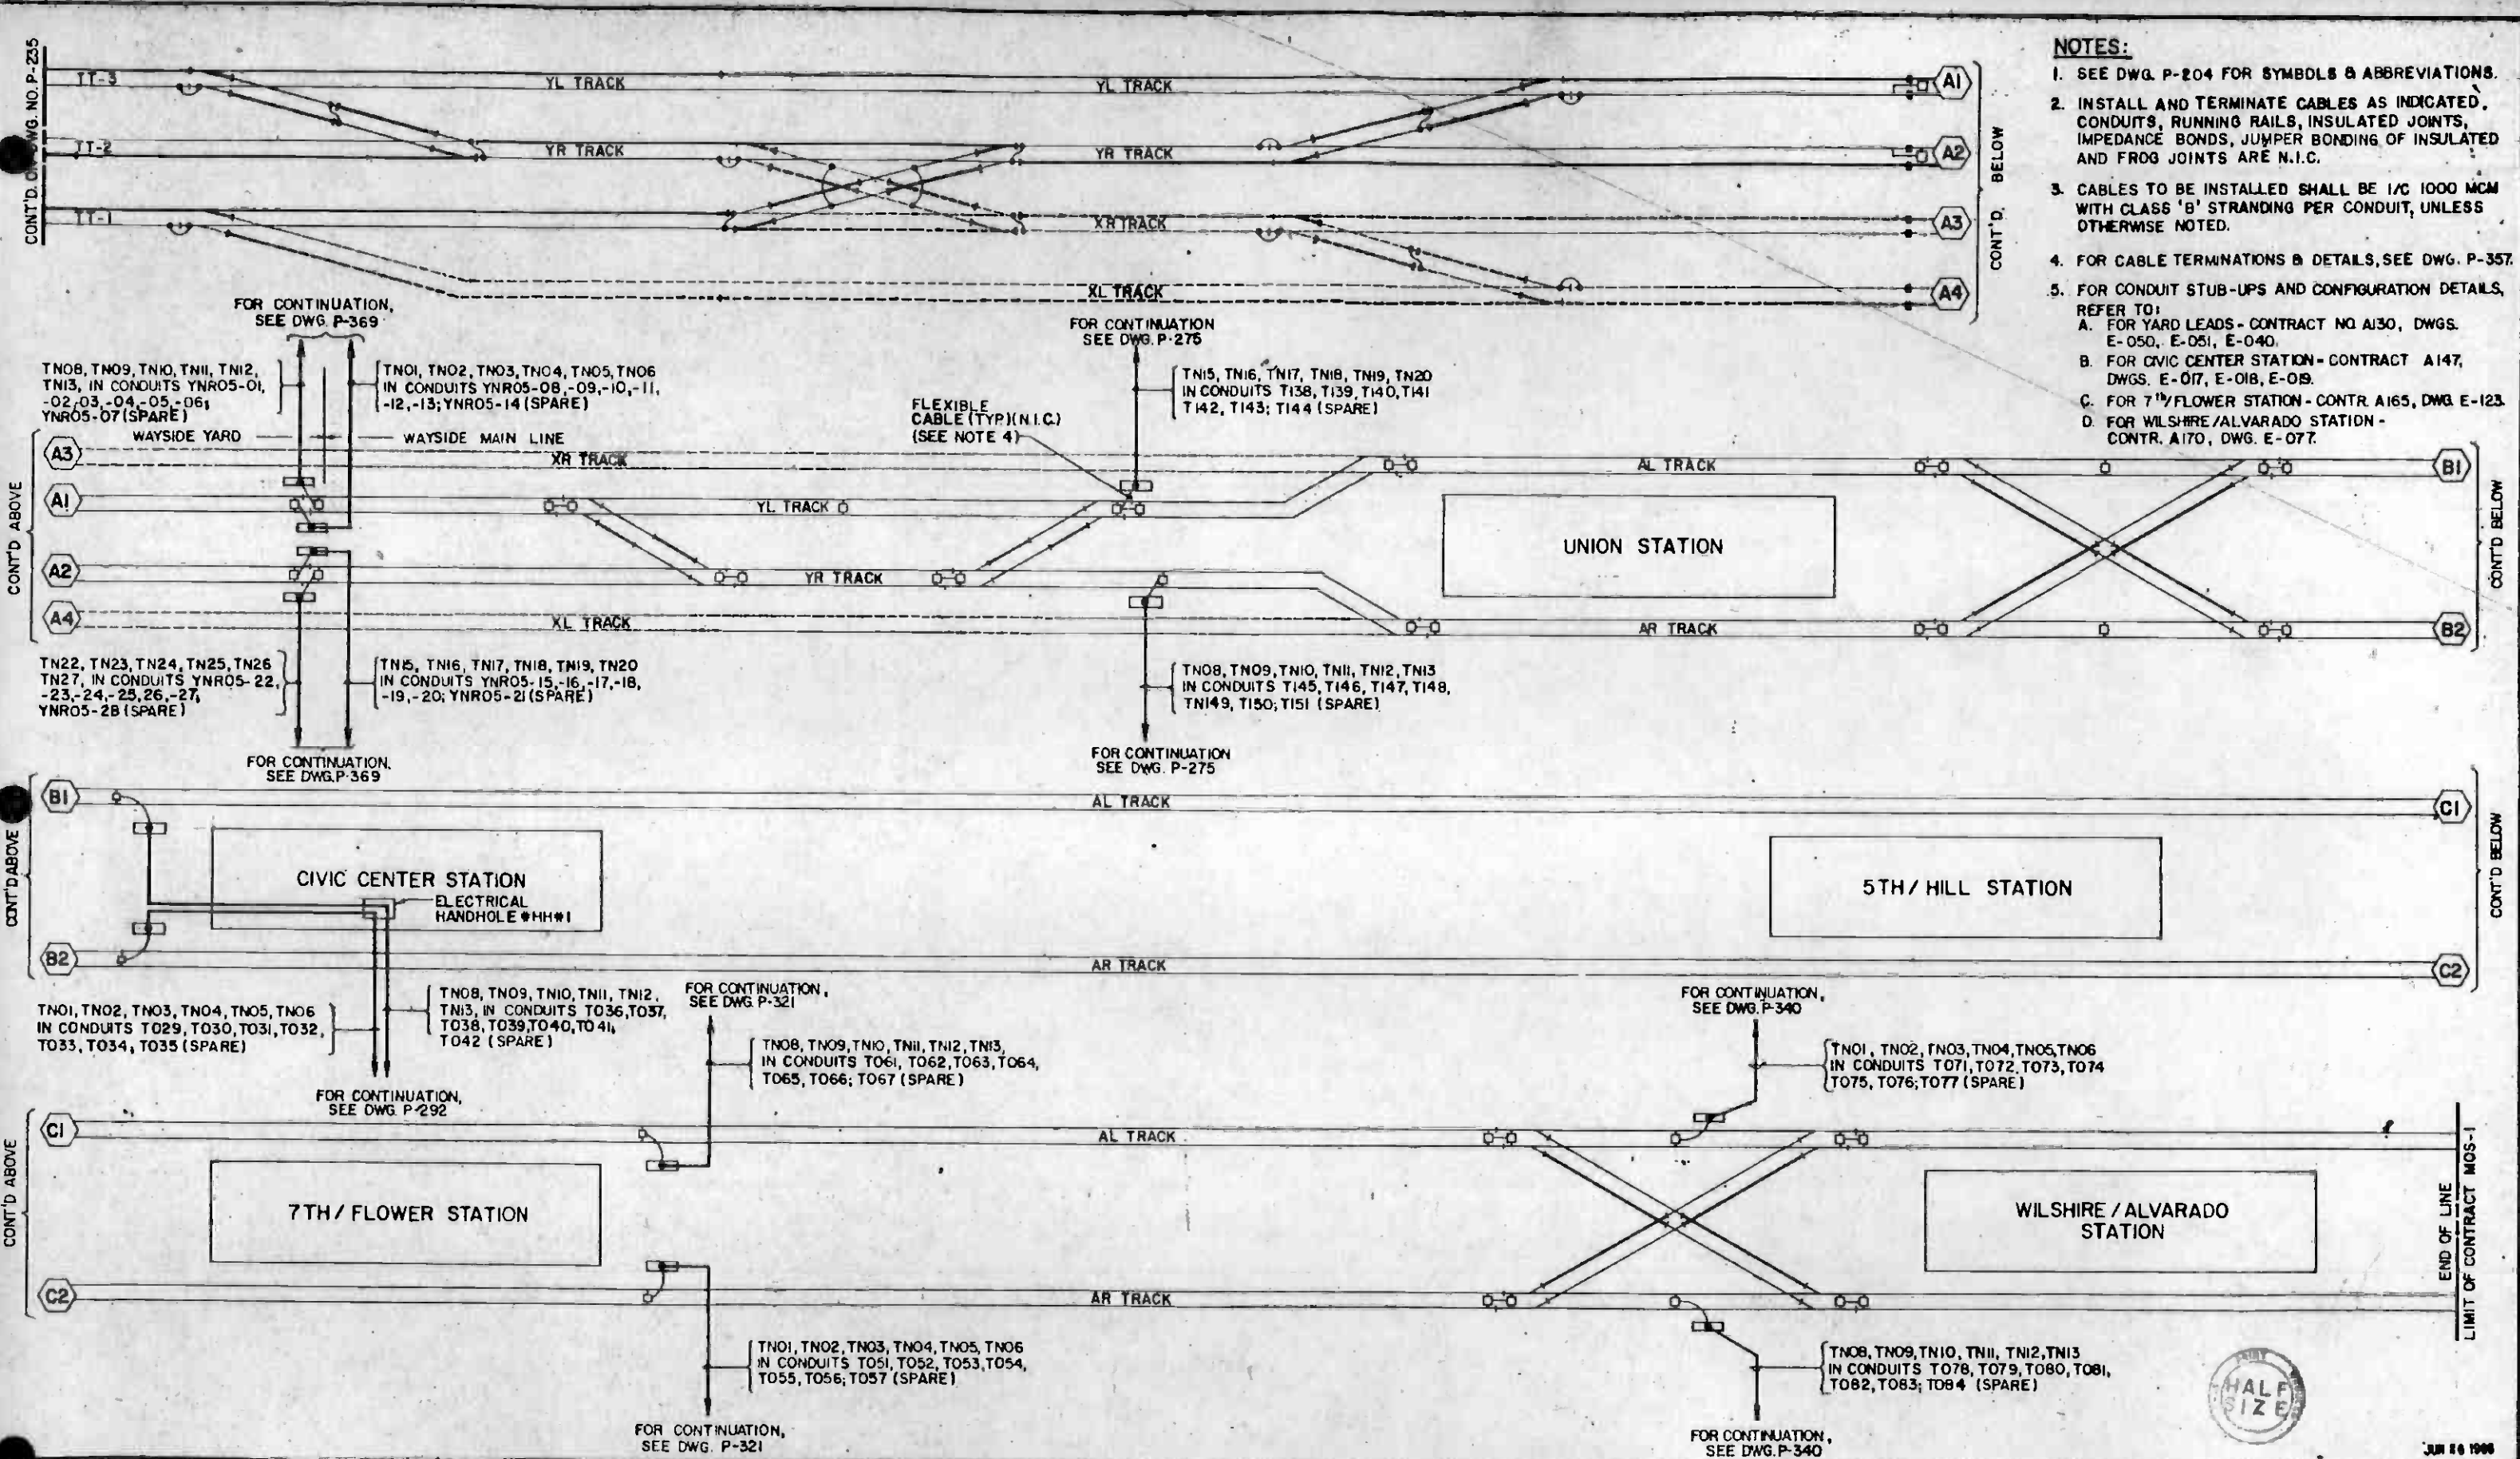 CONT'D. ON DWG. NO. P-235
TT-3
YL TRACK
YL TRACK
A1
TT-2
YR TRACK
YR TRACK
A2
TT-1
XR TRACK
A3
XL TRACK
A4
CONT'D. BELOW
NOTES:
1. SEE DWG. P-204 FOR SYMBOLS & ABBREVIATIONS.
2. INSTALL AND TERMINATE CABLES AS INDICATED,
CONDUITS, RUNNING RAILS, INSULATED JOINTS,
IMPEDANCE BONDS, JUMPER BONDING OF INSULATED
AND FROG JOINTS ARE N.I.C.
3. CABLES TO BE INSTALLED SHALL BE 1/C 1000 MCM
WITH CLASS 'B' STRANDING PER CONDUIT, UNLESS
OTHERWISE NOTED.
4. FOR CABLE TERMINATIONS & DETAILS, SEE DWG. P-357.
5. FOR CONDUIT STUB-UPS AND CONFIGURATION DETAILS,
REFER TO:
A. FOR YARD LEADS - CONTRACT NO. A130, DWGS.
E-050, E-051, E-040.
B. FOR CIVIC CENTER STATION - CONTRACT A147,
DWGS. E-017, E-018, E-019.
C. FOR 7th/FLOWER STATION - CONTR. A165, DWG. E-123.
D. FOR WILSHIRE/ALVARADO STATION -
CONTR. A170, DWG. E-077.
FOR CONTINUATION,
SEE DWG. P-369
TN08, TN09, TN10, TN11, TN12,
TN13, IN CONDUITS YNR05-01,
-02,03,-04,-05,-06;
YNR05-07 (SPARE)
TN01, TN02, TN03, TN04, TN05, TN06
IN CONDUITS YNR05-08,-09,-10,-11,
-12,-13; YNR05-14 (SPARE)
WAYSIDE YARD
WAYSIDE MAIN LINE
FLEXIBLE
CABLE (TYP)(N.I.C.)
(SEE NOTE 4)
FOR CONTINUATION
SEE DWG. P-275
TN15, TN16, TN17, TN18, TN19, TN20
IN CONDUITS T138, T139, T140, T141
T142, T143; T144 (SPARE)
CONT'D ABOVE
A3
XR TRACK
A1
YL TRACK
A2
YR TRACK
A4
XL TRACK
AL TRACK
UNION STATION
AR TRACK
B1
B2
CONT'D BELOW
TN22, TN23, TN24, TN25, TN26
TN27, IN CONDUITS YNR05-22,
-23,-24,-25,26,-27,
YNR05-28 (SPARE)
TN15, TN16, TN17, TN18, TN19, TN20
IN CONDUITS YNR05-15,-16,-17,-18,
-19,-20; YNR05-21 (SPARE)
FOR CONTINUATION,
SEE DWG. P-369
TN08, TN09, TN10, TN11, TN12, TN13
IN CONDUITS T145, T146, T147, T148,
TN149, T150; T151 (SPARE)
FOR CONTINUATION
SEE DWG. P-275
CONT'D ABOVE
B1
AL TRACK
C1
CIVIC CENTER STATION
ELECTRICAL
HANDHOLE #HH#1
5TH / HILL STATION
B2
AR TRACK
C2
CONT'D BELOW
TN01, TN02, TN03, TN04, TN05, TN06
IN CONDUITS T029, T030, T031, T032,
T033, T034, T035 (SPARE)
TN08, TN09, TN10, TN11, TN12,
TN13, IN CONDUITS T036, T037,
T038, T039, T040, T041,
T042 (SPARE)
FOR CONTINUATION,
SEE DWG. P-292
FOR CONTINUATION,
SEE DWG. P-321
TN08, TN09, TN10, TN11, TN12, TN13,
IN CONDUITS T061, T062, T063, T064,
T065, T066; T067 (SPARE)
FOR CONTINUATION,
SEE DWG. P-340
TN01, TN02, TN03, TN04, TN05, TN06
IN CONDUITS T071, T072, T073, T074
T075, T076; T077 (SPARE)
CONT'D ABOVE
C1
AL TRACK
7TH / FLOWER STATION
WILSHIRE / ALVARADO
STATION
C2
AR TRACK
END OF LINE
LIMIT OF CONTRACT MOS-1
TN01, TN02, TN03, TN04, TN05, TN06
IN CONDUITS T051, T052, T053, T054,
T055, T056; T057 (SPARE)
FOR CONTINUATION,
SEE DWG. P-321
TN08, TN09, TN10, TN11, TN12, TN13
IN CONDUITS T078, T079, T080, T081,
T082, T083; T084 (SPARE)
FOR CONTINUATION,
SEE DWG. P-340
HALF
SIZE